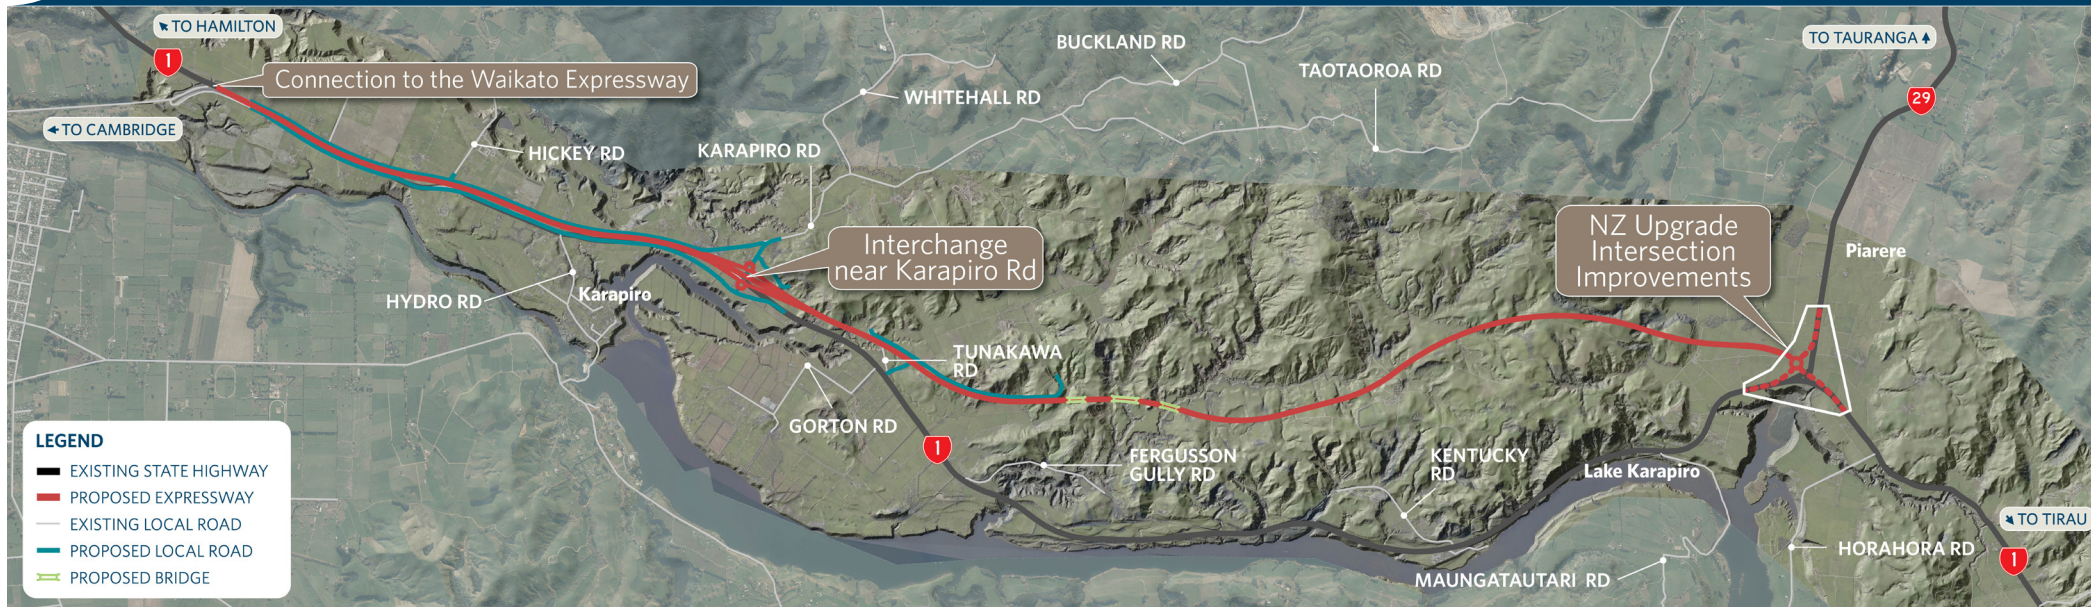 TO HAMILTON
1
Connection to the Waikato Expressway
TO CAMBRIDGE
HICKEY RD
KARAPIRO RD
WHITEHALL RD
BUCKLAND RD
TAOTAOROA RD
TO TAURANGA
29
Interchange
near Karapiro Rd
NZ Upgrade
Intersection
Improvements
Piarere
HYDRO RD
Karapiro
TUNAKAWA
RD
GORTON RD
1
FERGUSSON
GULLY RD
KENTUCKY
RD
Lake Karapiro
MAUNGATAUTARI RD
HORAHORA RD
TO TIRAU
1
LEGEND
EXISTING STATE HIGHWAY
PROPOSED EXPRESSWAY
EXISTING LOCAL ROAD
PROPOSED LOCAL ROAD
PROPOSED BRIDGE